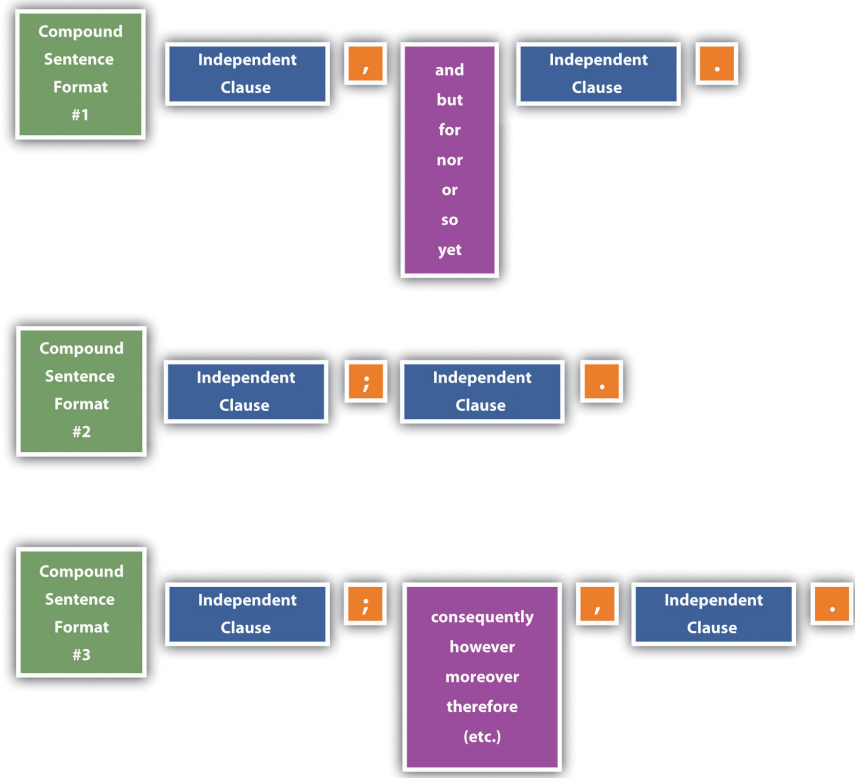 Compound
Sentence
Format
#1
Independent
Clause
,
and
but
for
nor
or
so
yet
Independent
Clause
.
Compound
Sentence
Format
#2
Independent
Clause
;
Independent
Clause
.
Compound
Sentence
Format
#3
Independent
Clause
;
consequently
however
moreover
therefore
(etc.)
,
Independent
Clause
.